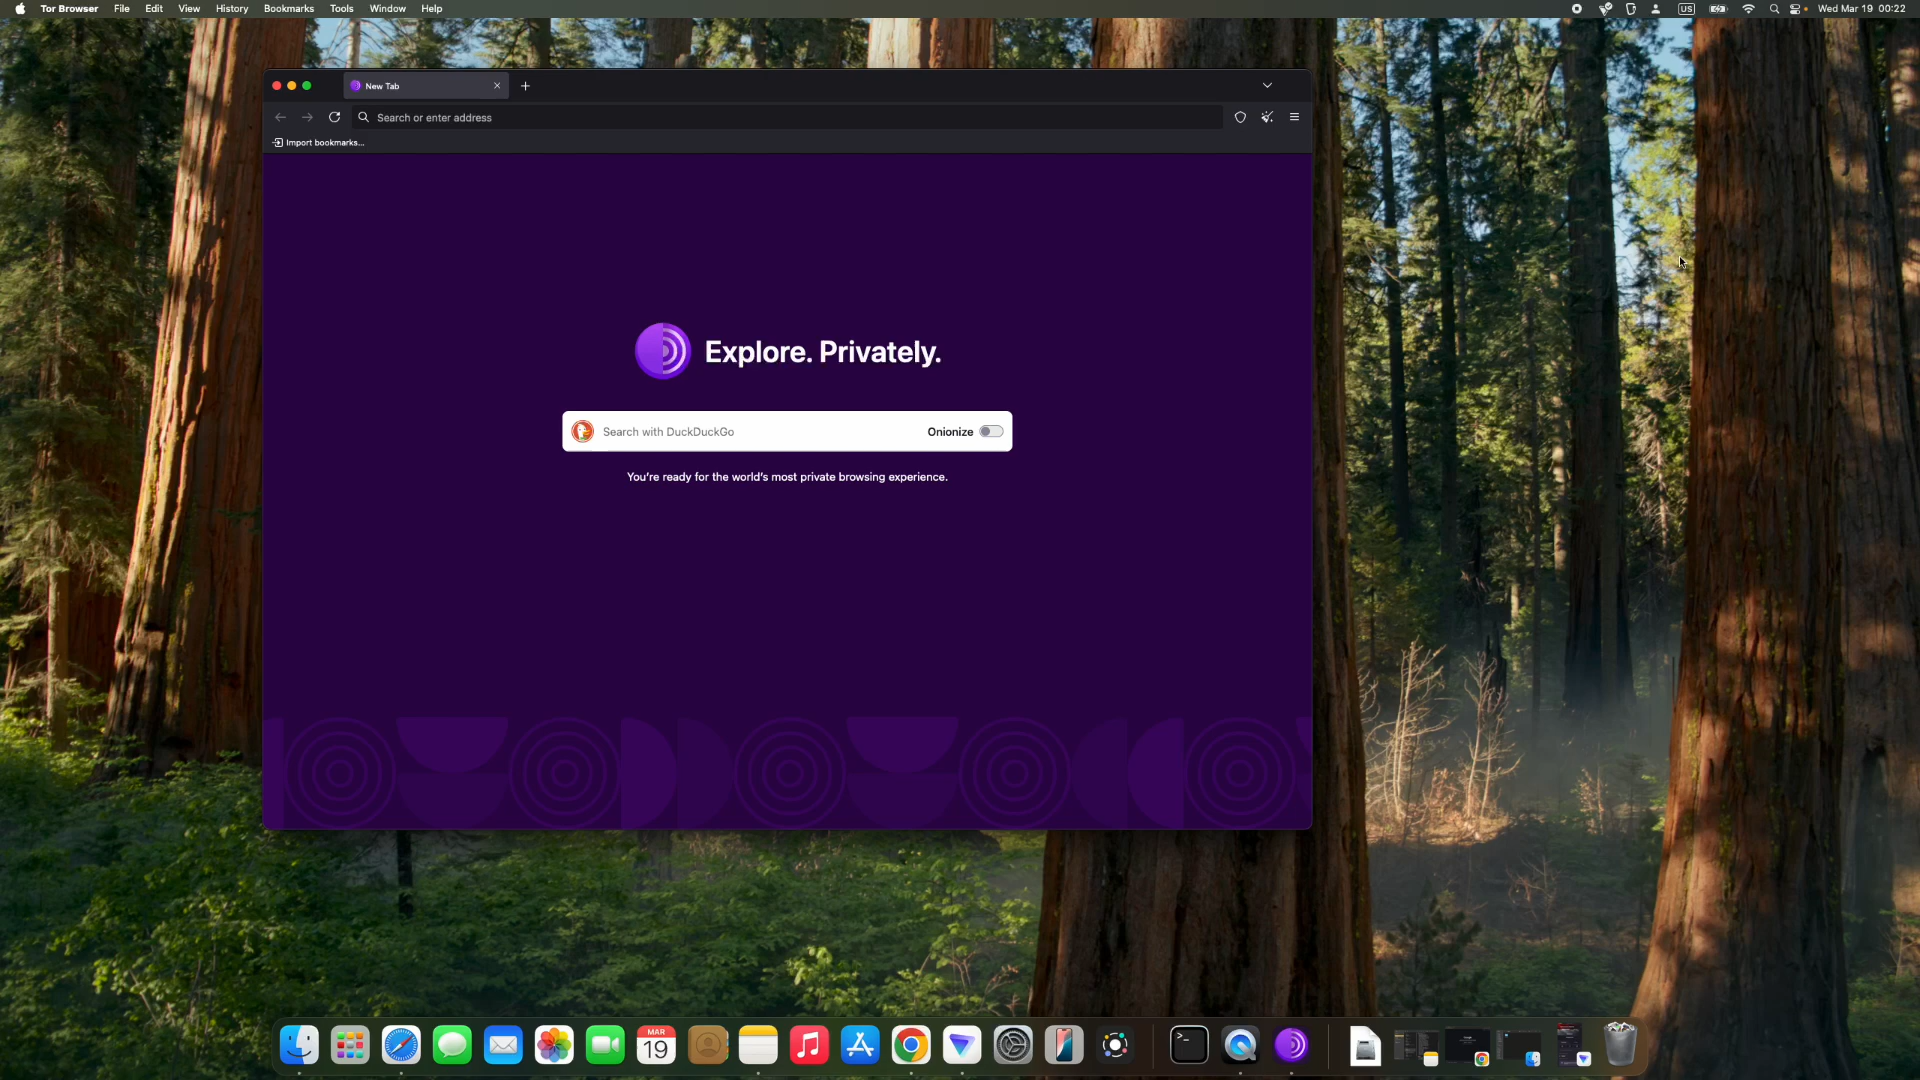 Tor Browser File Edit View History Bookmarks Tools Window Help US Wed Mar 19 00:22
New Tab
Search or enter address
Import bookmarks...
Explore. Privately.
Search with DuckDuckGo Onionize
You're ready for the world's most private browsing experience.
MAR
19